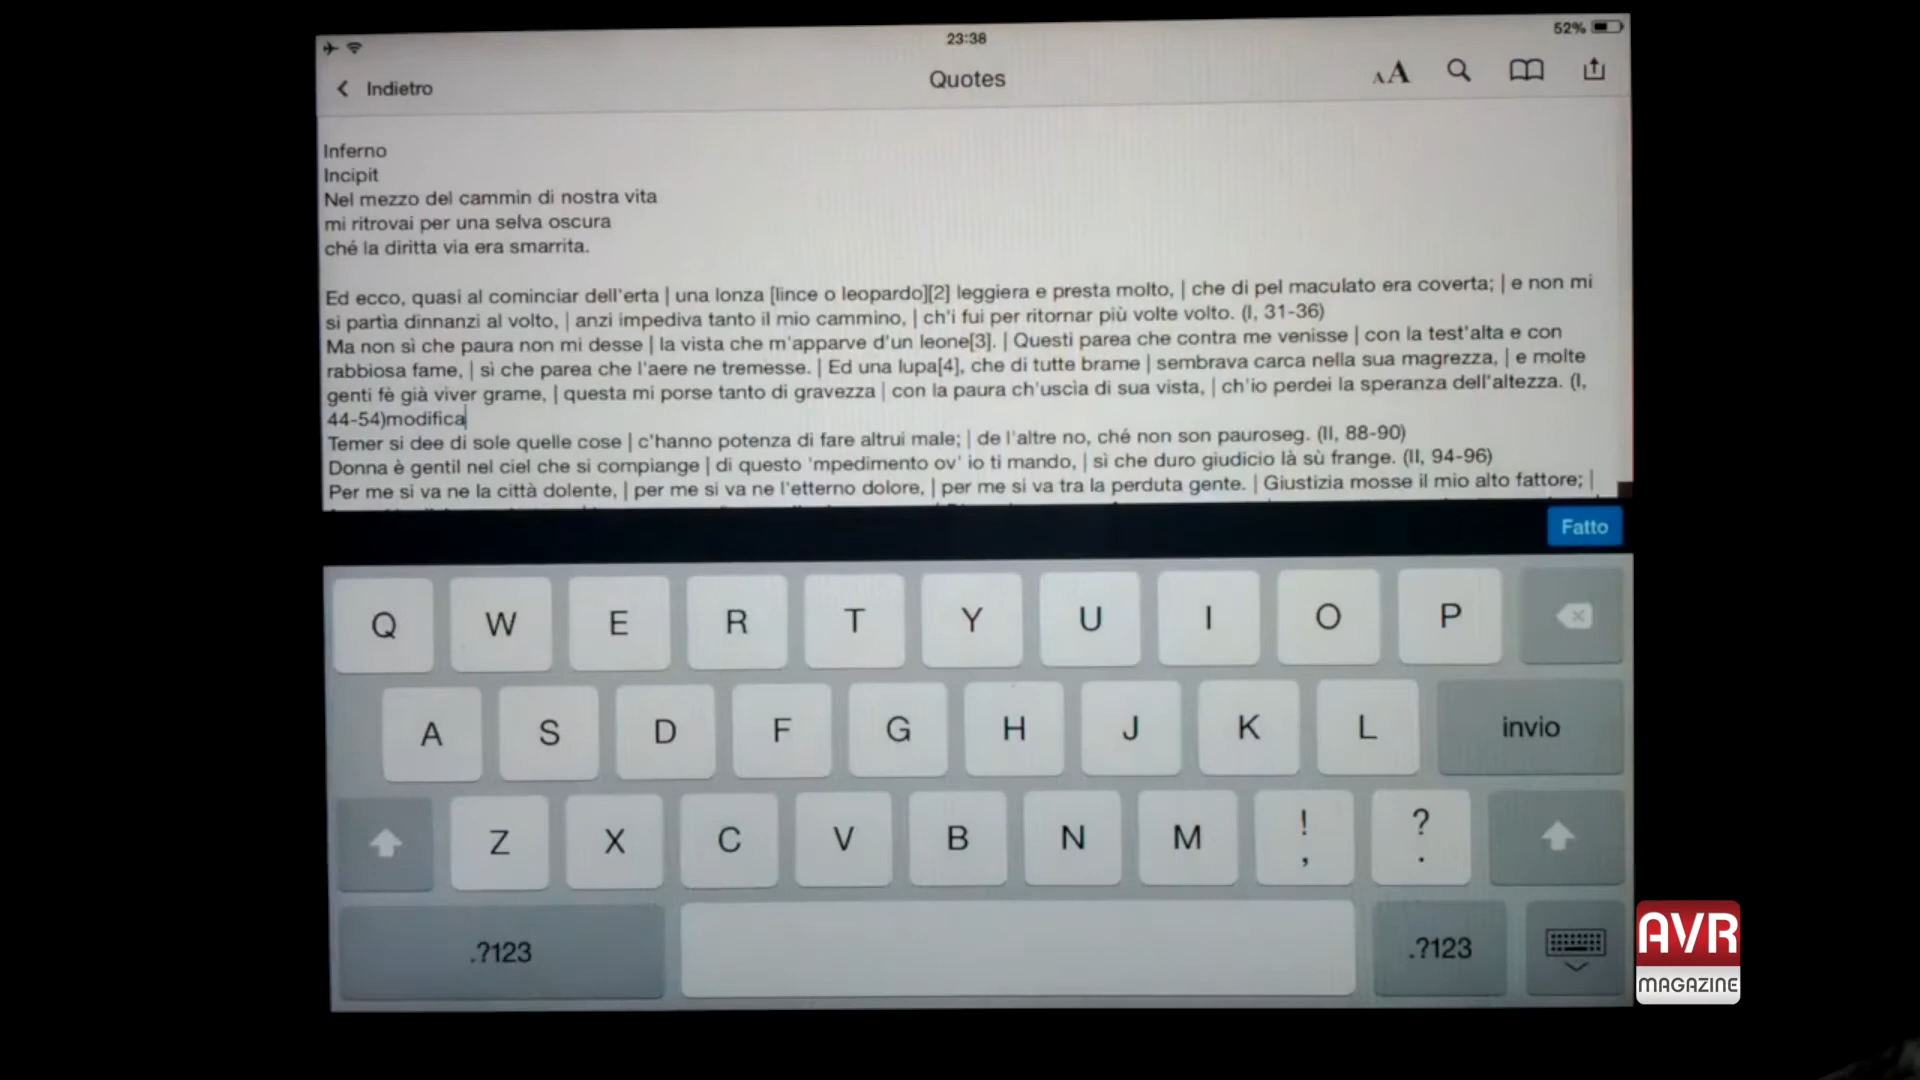 23:38
52%
Indietro
Quotes
AA
Inferno
Incipit
Nel mezzo del cammin di nostra vita
mi ritrovai per una selva oscura
ché la diritta via era smarrita.
Ed ecco, quasi al cominciar dell'erta | una lonza [lince o leopardo][2] leggiera e presta molto, | che di pel maculato era coverta; | e non mi
si partia dinnanzi al volto, | anzi impediva tanto il mio cammino, | ch'i fui per ritornar più volte volto. (I, 31-36)
Ma non sì che paura non mi desse | la vista che m'apparve d'un leone[3]. | Questi parea che contra me venisse | con la test'alta e con
rabbiosa fame, | sì che parea che l'aere ne tremesse. | Ed una lupa[4], che di tutte brame | sembrava carca nella sua magrezza, | e molte
genti fè già viver grame, | questa mi porse tanto di gravezza | con la paura ch'uscia di sua vista, | ch'io perdei la speranza dell'altezza. (I,
44-54)modifica
Temer si dee di sole quelle cose | c'hanno potenza di fare altrui male; | de l'altre no, ché non son pauroseg. (II, 88-90)
Donna è gentil nel ciel che si compiange | di questo 'mpedimento ov' io ti mando, | sì che duro giudicio là sù frange. (II, 94-96)
Per me si va ne la città dolente, | per me si va ne l'etterno dolore, | per me si va tra la perduta gente. | Giustizia mosse il mio alto fattore; |
Fatto
Q W E R T Y U I O P
A S D F G H J K L invio
Z X C V B N M ! , ? .
.?123 .?123
AVR
MAGAZINE